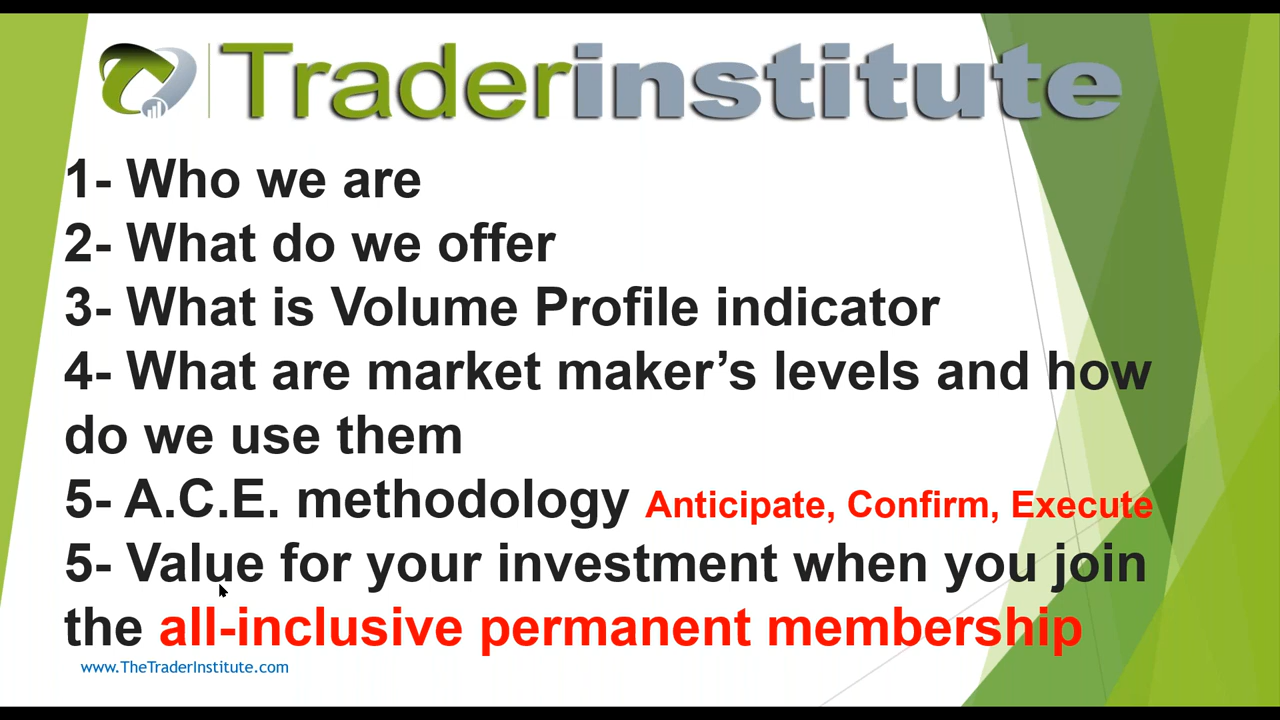 Traderinstitute
1- Who we are
2- What do we offer
3- What is Volume Profile indicator
4- What are market maker’s levels and how
do we use them
5- A.C.E. methodology Anticipate, Confirm, Execute
5- Value for your investment when you join
the all-inclusive permanent membership
www.TheTraderInstitute.com